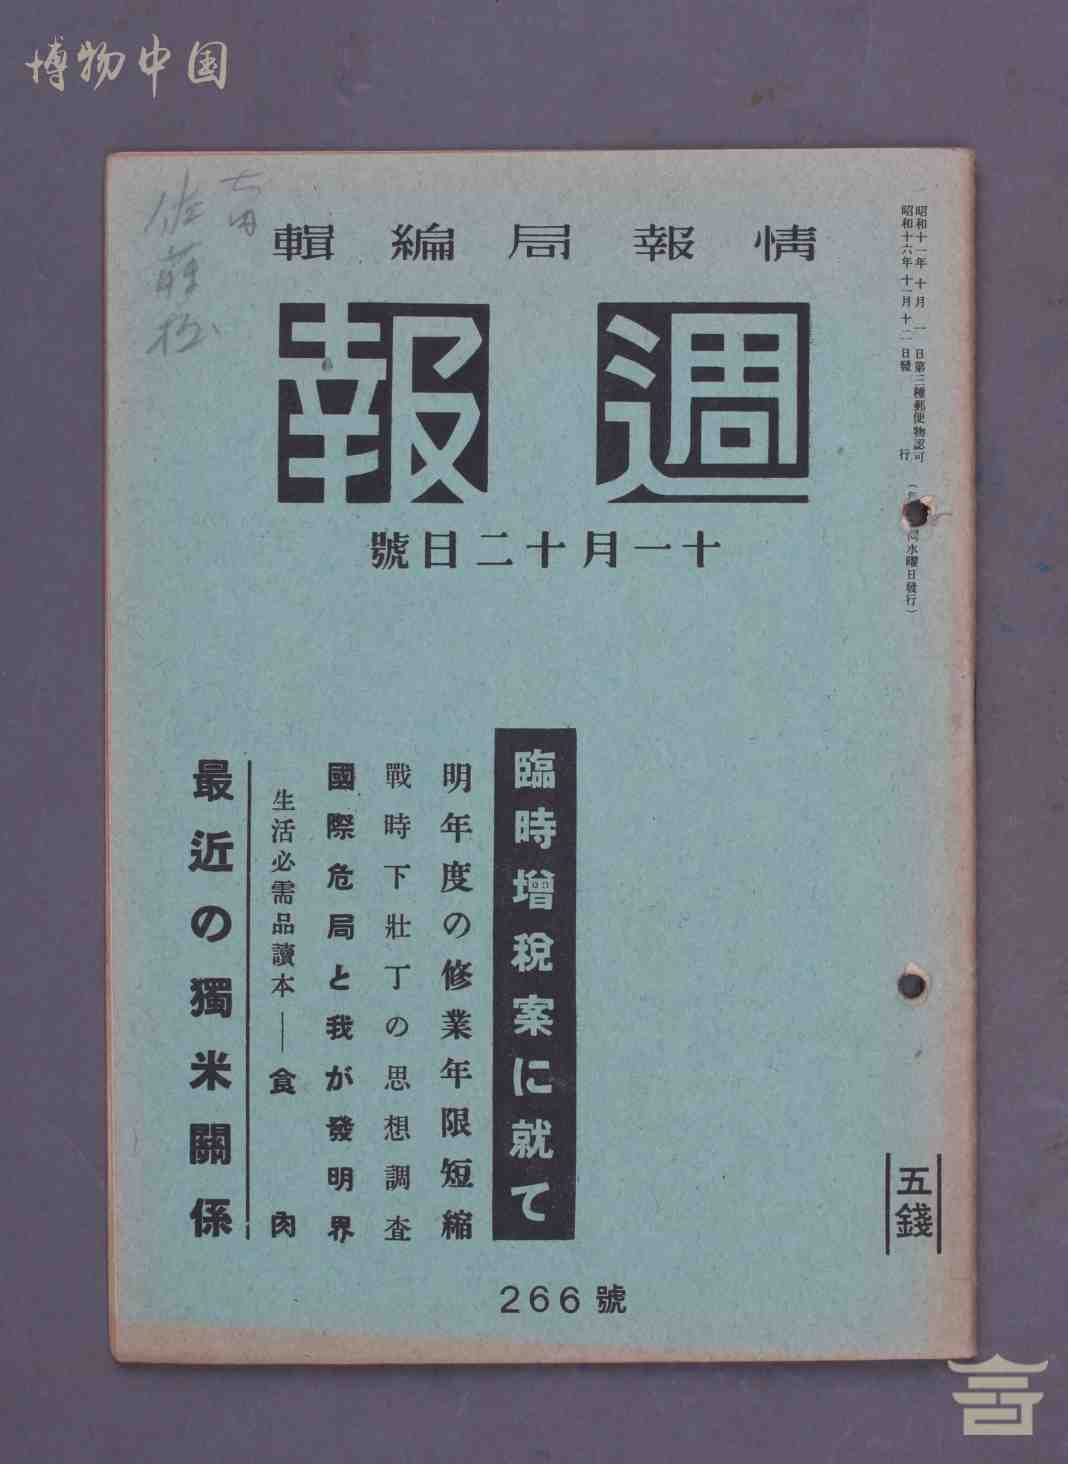 博物中国
昭和十一年十月一日第三種郵便物認可
昭和十六年十一月十二日發行
水曜日發行）
情報局編輯
週報
十一月十二日號
臨時增稅案に就て
明年度の修業年限短縮
戰時下壯丁の思想調査
國際危局と我が發明界
生活必需品讀本——食肉
最近の獨米關係
五錢
266號